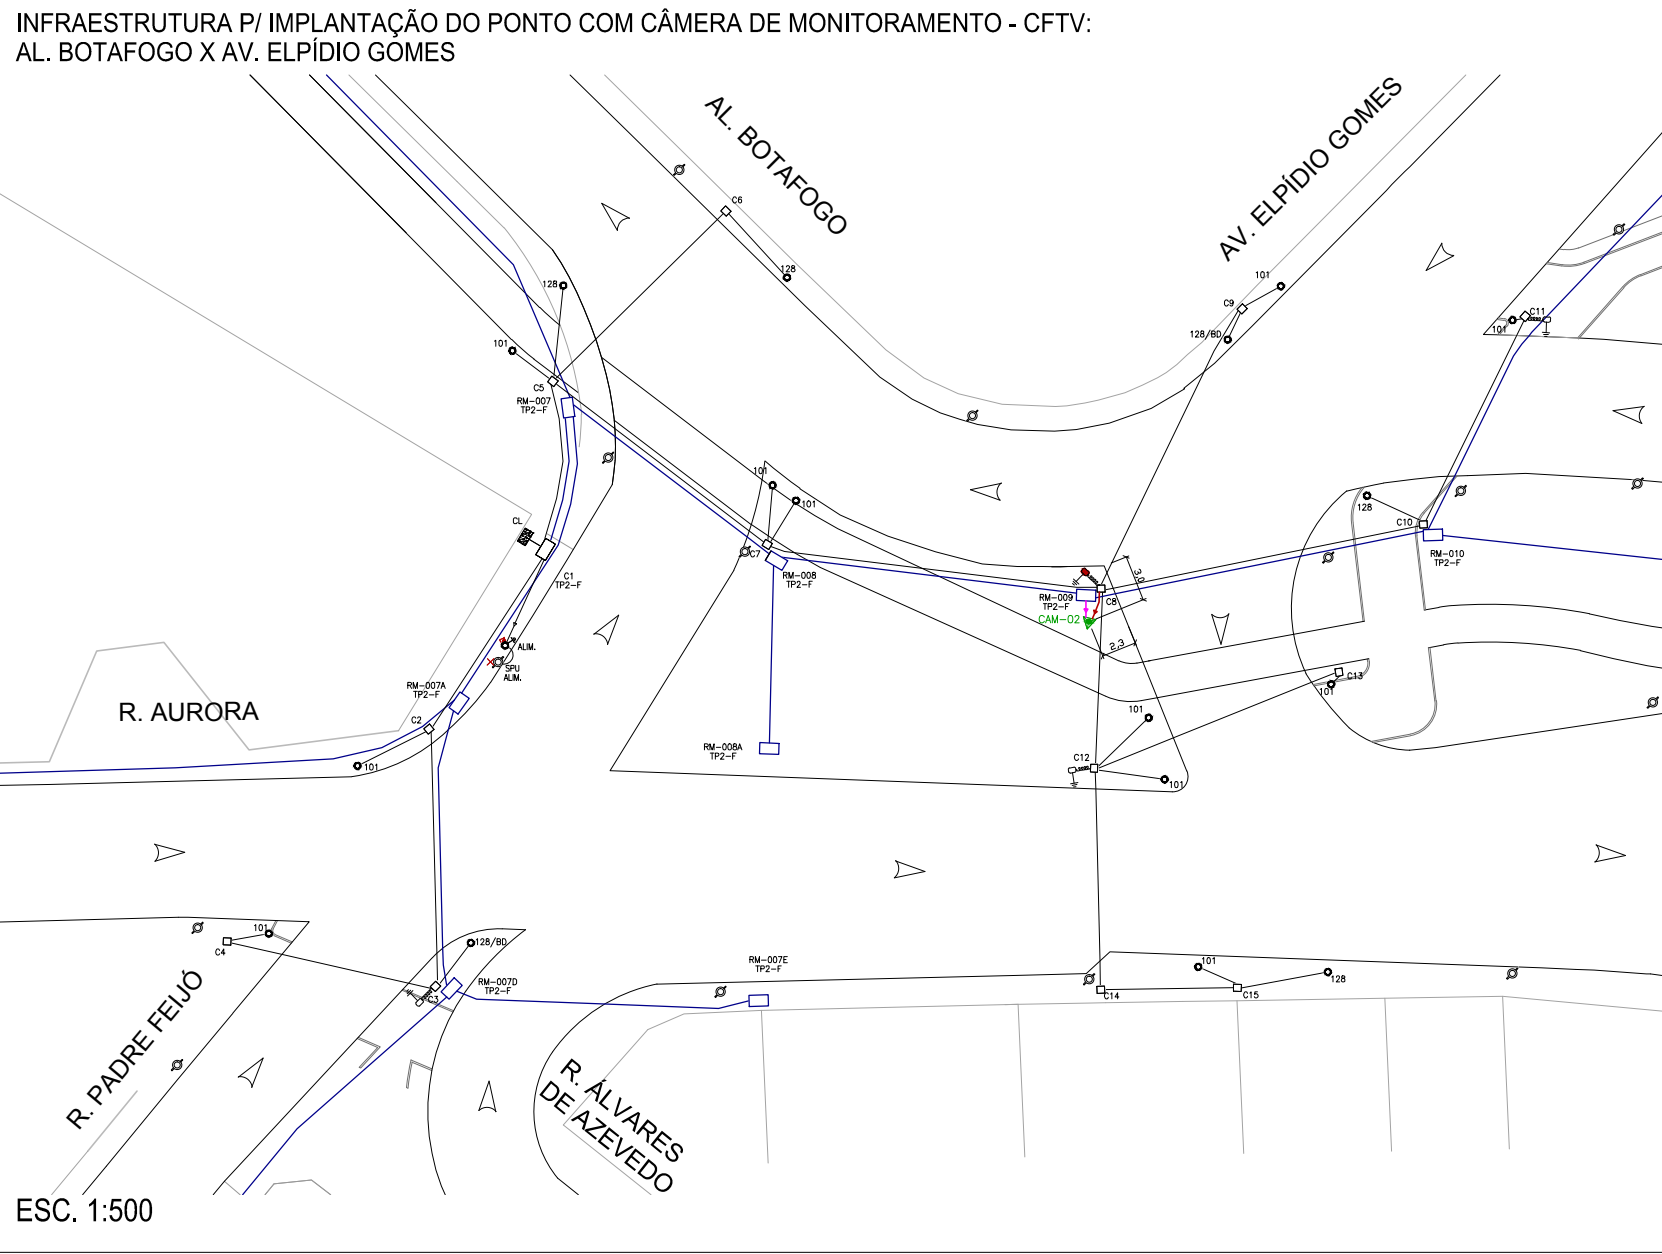 INFRAESTRUTURA P/ IMPLANTAÇÃO DO PONTO COM CÂMERA DE MONITORAMENTO - CFTV:
AL. BOTAFOGO X AV. ELPÍDIO GOMES
AL. BOTAFOGO
AV. ELPÍDIO GOMES
C6
128
128
101
C9
128/BD
C11
101
101
C5
RM-007
TP2-F
101
101
128
C10
CL
C7
RM-008
TP2-F
RM-010
TP2-F
C1
TP2-F
3,0
RM-009
TP2-F
C8
CAM-02
2,3
ALIM.
SPU
ALIM.
C13
101
RM-007A
TP2-F
R. AURORA
C2
101
RM-008A
TP2-F
101
C12
101
101
C4
128/BD
RM-007D
TP2-F
C3
RM-007E
TP2-F
101
128
C14
C15
R. PADRE FEIJÓ
R. ÁLVARES
DE AZEVEDO
ESC. 1:500